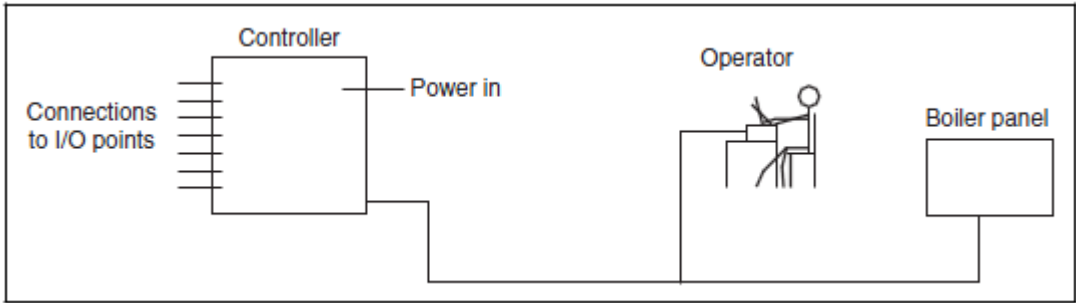 Controller
Operator
Power in
Connections
to I/O points
Boiler panel